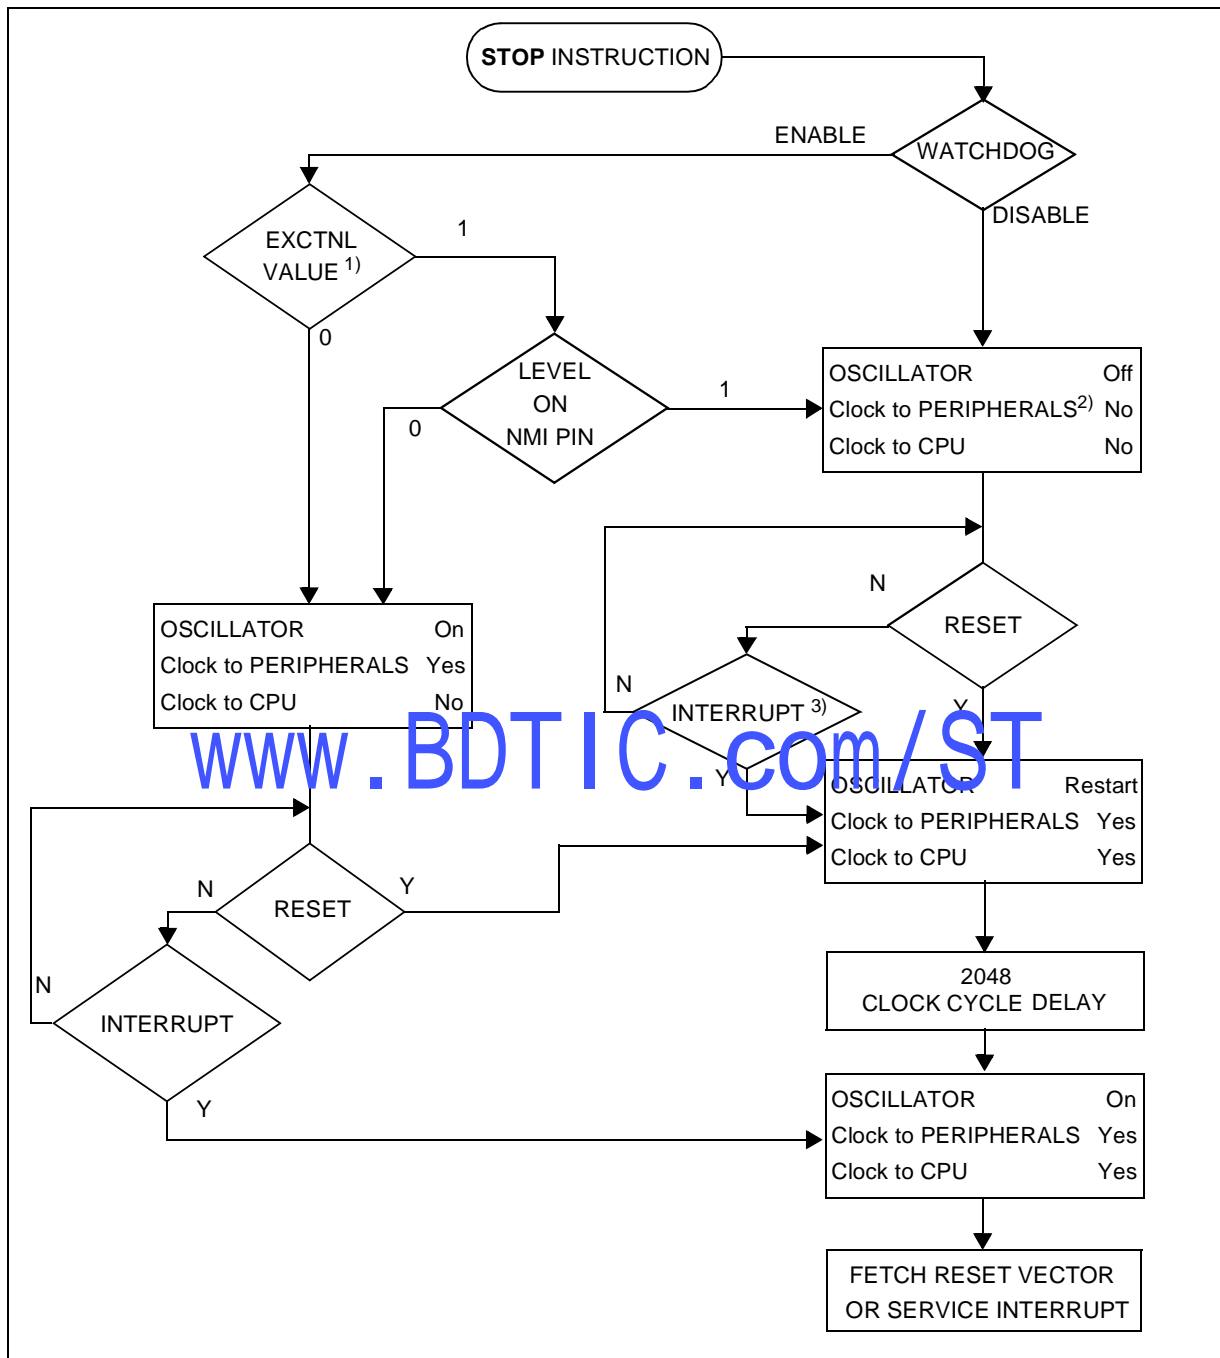 STOP INSTRUCTION
ENABLE
WATCHDOG
DISABLE
EXCTNL
VALUE 1)
1
0
LEVEL
ON
NMI PIN
0
1
OSCILLATOR Off
Clock to PERIPHERALS2) No
Clock to CPU No
N
RESET
Y
OSCILLATOR On
Clock to PERIPHERALS Yes
Clock to CPU No
N
INTERRUPT 3)
Y
www.BDTIC.com/ST
OSCILLATOR Restart
Clock to PERIPHERALS Yes
Clock to CPU Yes
N
RESET
Y
N
INTERRUPT
Y
2048
CLOCK CYCLE DELAY
OSCILLATOR On
Clock to PERIPHERALS Yes
Clock to CPU Yes
FETCH RESET VECTOR
OR SERVICE INTERRUPT